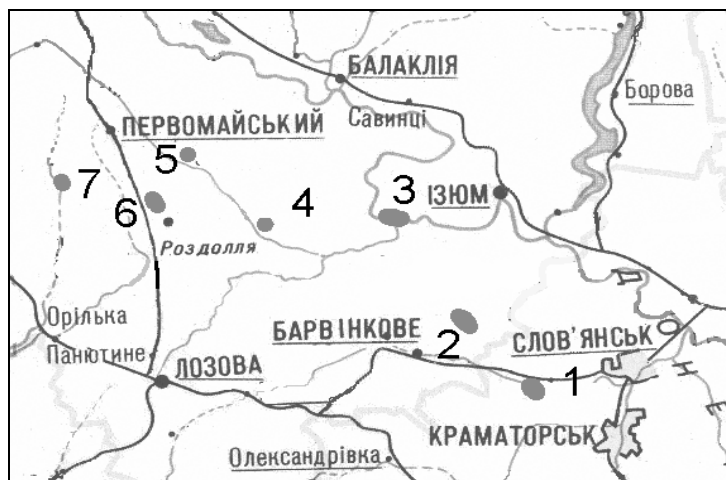 БАЛАКЛІЯ
Борова
Савинці
ПЕРВОМАЙСЬКИЙ
5
7
4
3
ІЗЮМ
6
Роздолля
Д
Орілька
О
БАРВІНКОВЕ
2
СЛОВ'ЯНСЬК
Панютине
ЛОЗОВА
1
Н
Е
КРАМАТОРСЬК
Олександрівка